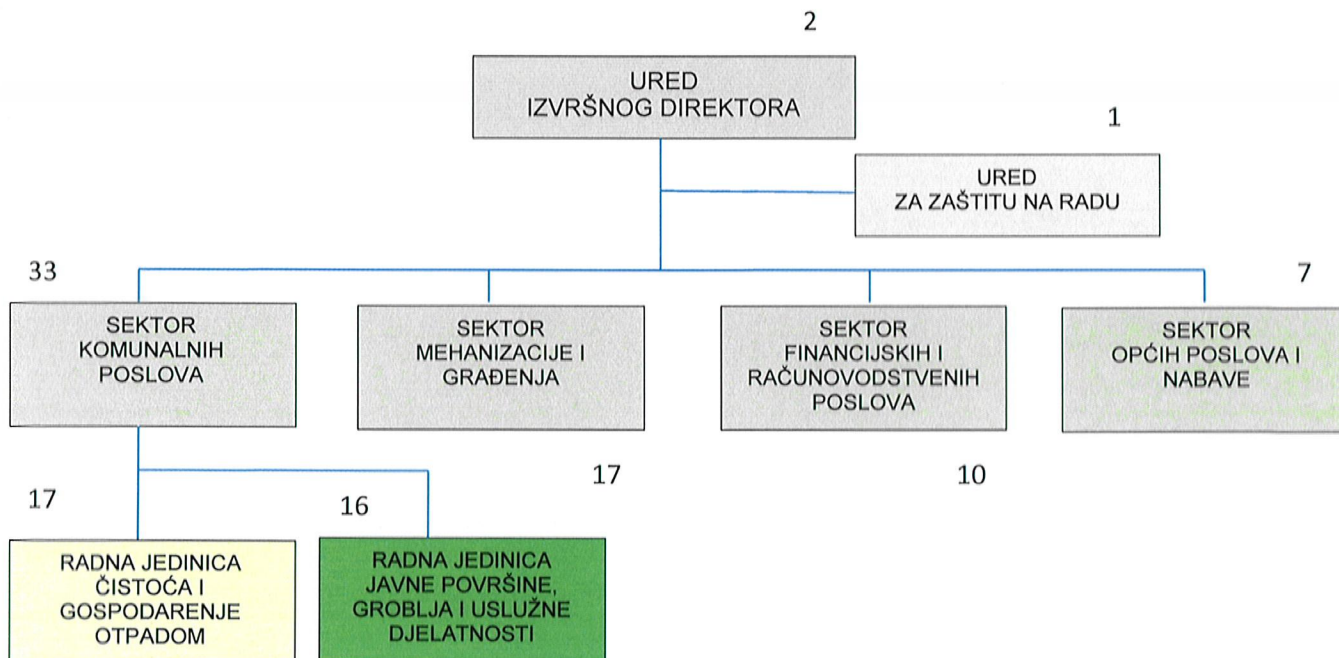 2
URED
IZVRŠNOG DIREKTORA
1
URED
ZA ZAŠTITU NA RADU
33
7
SEKTOR
KOMUNALNIH
POSLOVA
SEKTOR
MEHANIZACIJE I
GRAĐENJA
SEKTOR
FINANCIJSKIH I
RAČUNOVODSTVENIH
POSLOVA
SEKTOR
OPĆIH POSLOVA I
NABAVE
17
10
17
16
RADNA JEDINICA
ČISTOĆA I
GOSPODARENJE
OTPADOM
RADNA JEDINICA
JAVNE POVRŠINE,
GROBLJA I USLUŽNE
DJELATNOSTI